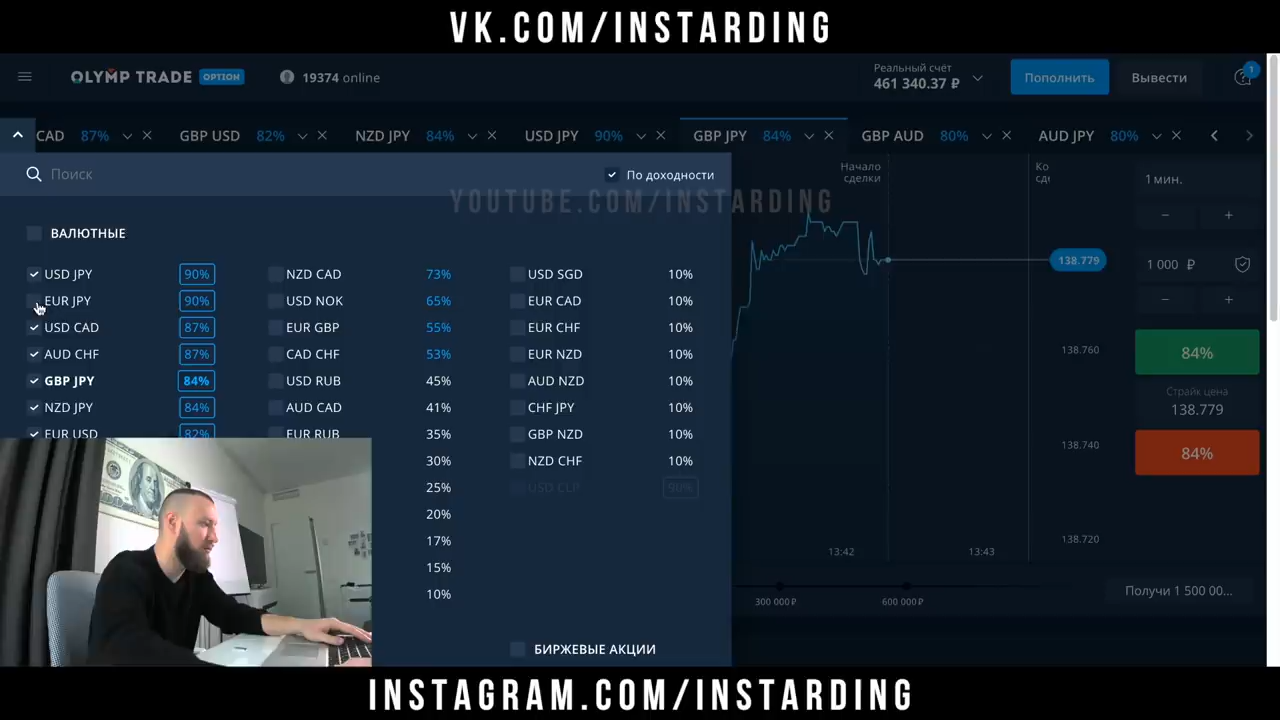 VK.COM/INSTARDING
OLYMP TRADE OPTION
19374 online
Реальный счёт
461 340.37 ₽
Пополнить
Вывести
1
CAD 87%
GBP USD 82%
NZD JPY 84%
USD JPY 90%
GBP JPY 84%
GBP AUD 80%
AUD JPY 80%
Поиск
По доходности
YOUTUBE.COM/INSTARDING
Начало
сделки
1 мин.
ВАЛЮТНЫЕ
USD JPY 90%
NZD CAD 73%
USD SGD 10%
EUR JPY 90%
USD NOK 65%
EUR CAD 10%
USD CAD 87%
EUR GBP 55%
EUR CHF 10%
AUD CHF 87%
CAD CHF 53%
EUR NZD 10%
GBP JPY 84%
USD RUB 45%
AUD NZD 10%
NZD JPY 84%
AUD CAD 41%
CHF JPY 10%
EUR USD 82%
EUR RUB 35%
GBP NZD 10%
30%
NZD CHF 10%
25%
USD CLP 90%
20%
17%
15%
10%
БИРЖЕВЫЕ АКЦИИ
138.779
1 000 ₽
138.760
84%
Страйк цена
138.779
138.740
84%
138.720
13:42
13:43
300 000 ₽
600 000 ₽
Получи 1 500 00...
INSTAGRAM.COM/INSTARDING